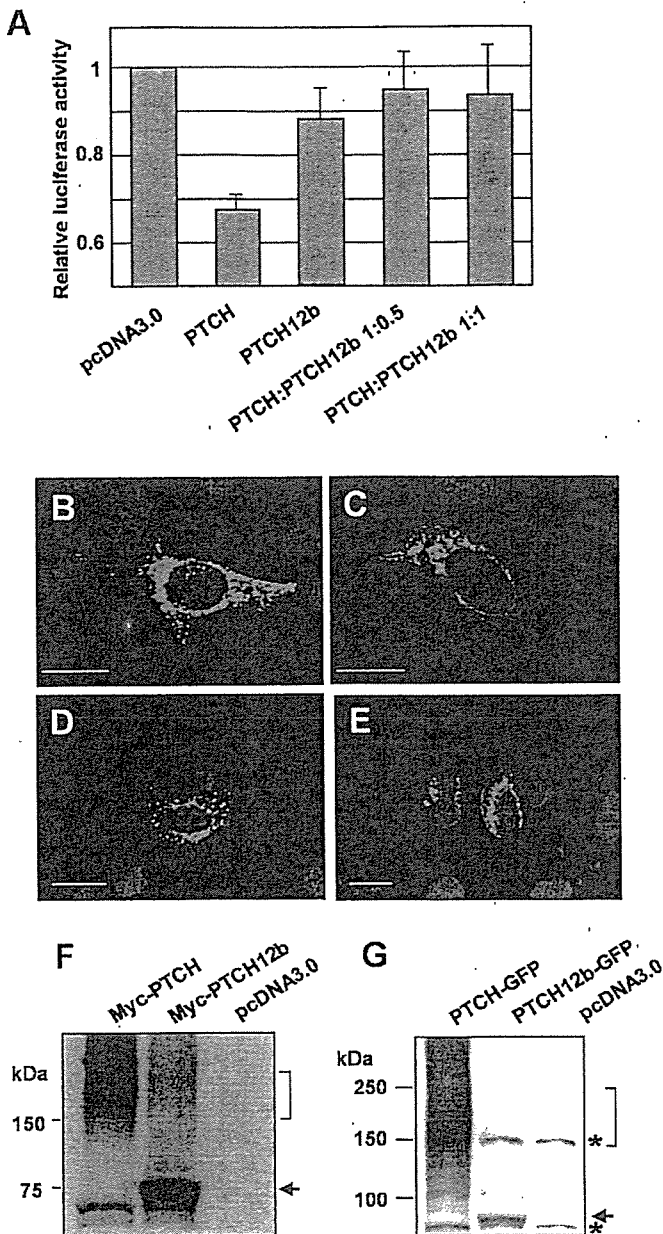 A
Relative luciferase activity
1
0.8
0.6
pcDNA3.0
PTCH
PTCH12b
PTCH:PTCH12b 1:0.5
PTCH:PTCH12b 1:1
B
C
D
E
F
Myc-PTCH
Myc-PTCH12b
pcDNA3.0
kDa
150
75
G
PTCH-GFP
PTCH12b-GFP
pcDNA3.0
kDa
250
150
100
*
*